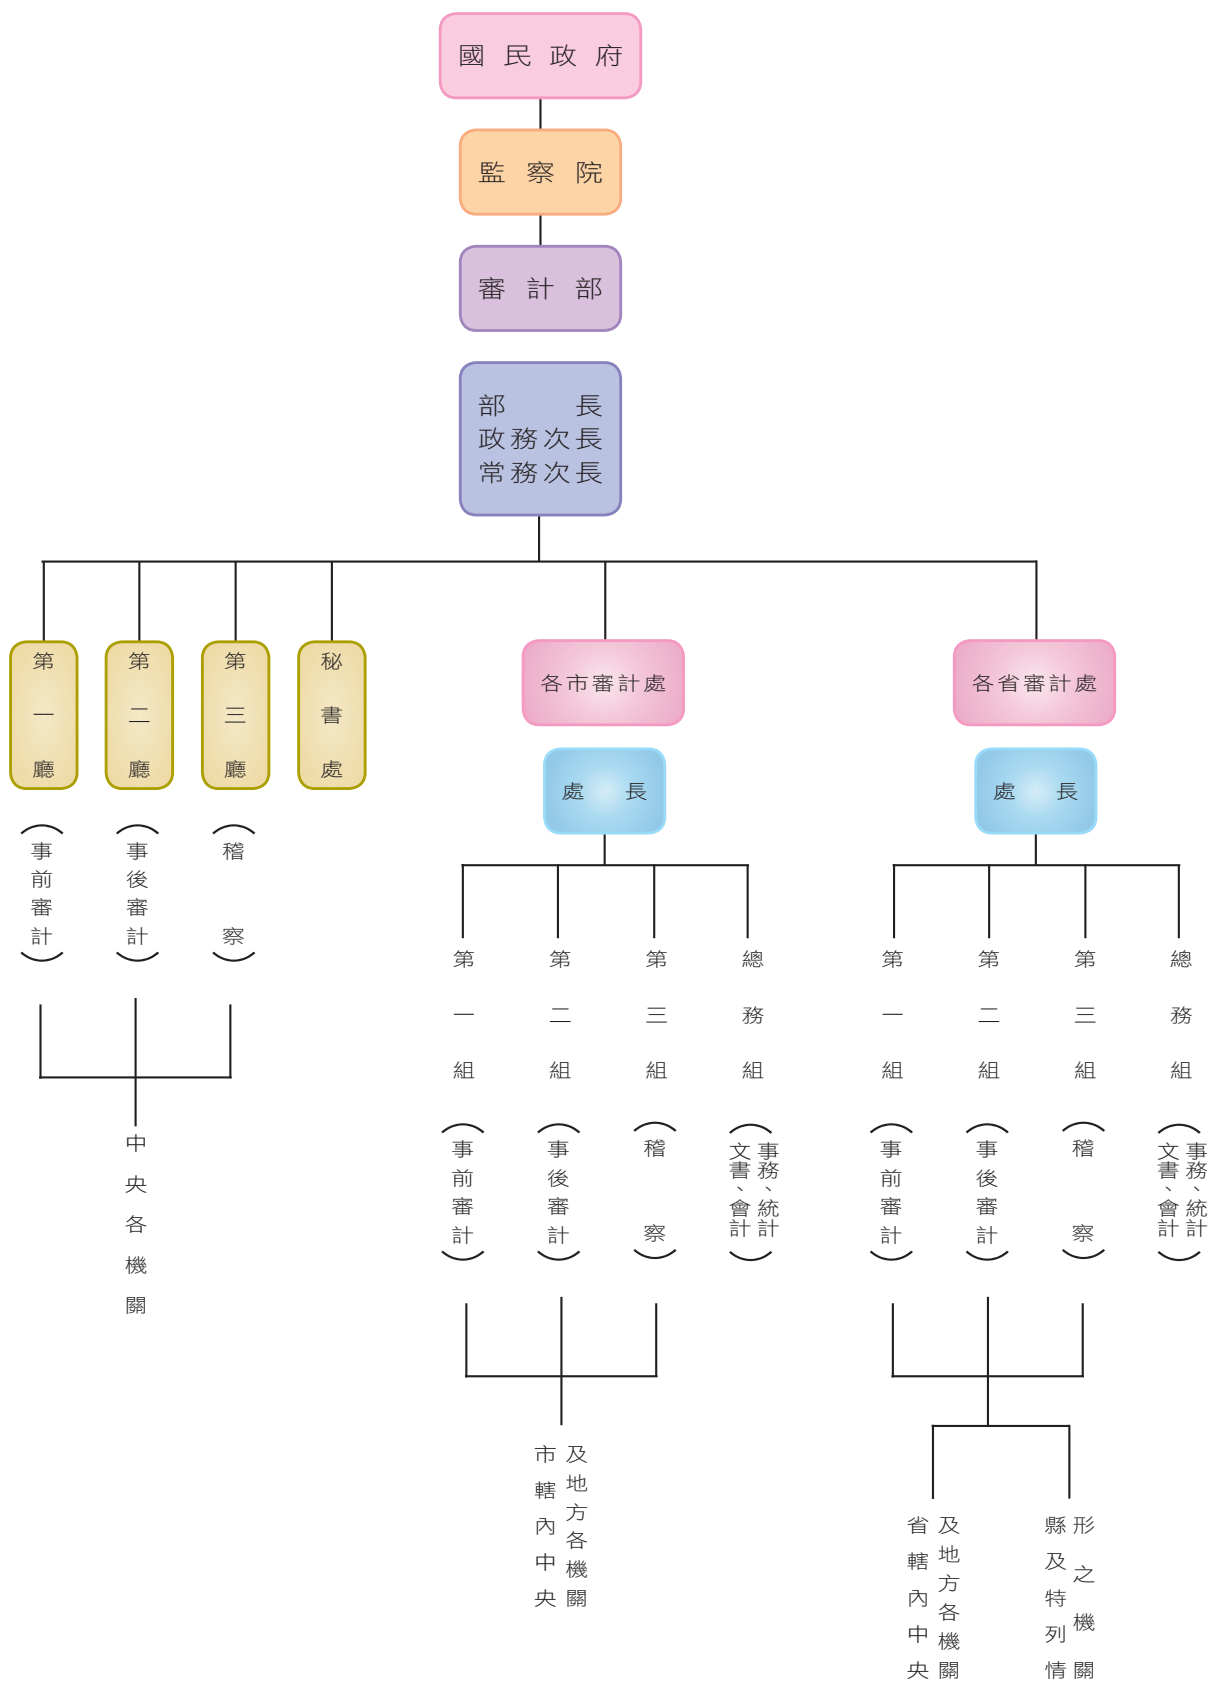 國民政府
監察院
審計部
部長
政務次長
常務次長
第一廳
第二廳
第三廳
秘書處
各市審計處
各省審計處
處長
處長
（事前審計）
（事後審計）
（稽察）
中央各機關
第一組
第二組
第三組
總務組
（事前審計）
（事後審計）
（稽察）
（文書、會計
事務、統計）
市轄內中央
及地方各機關
第一組
第二組
第三組
總務組
（事前審計）
（事後審計）
（稽察）
（文書、會計
事務、統計）
省轄內中央
及地方各機關
縣及特列情
形之機關